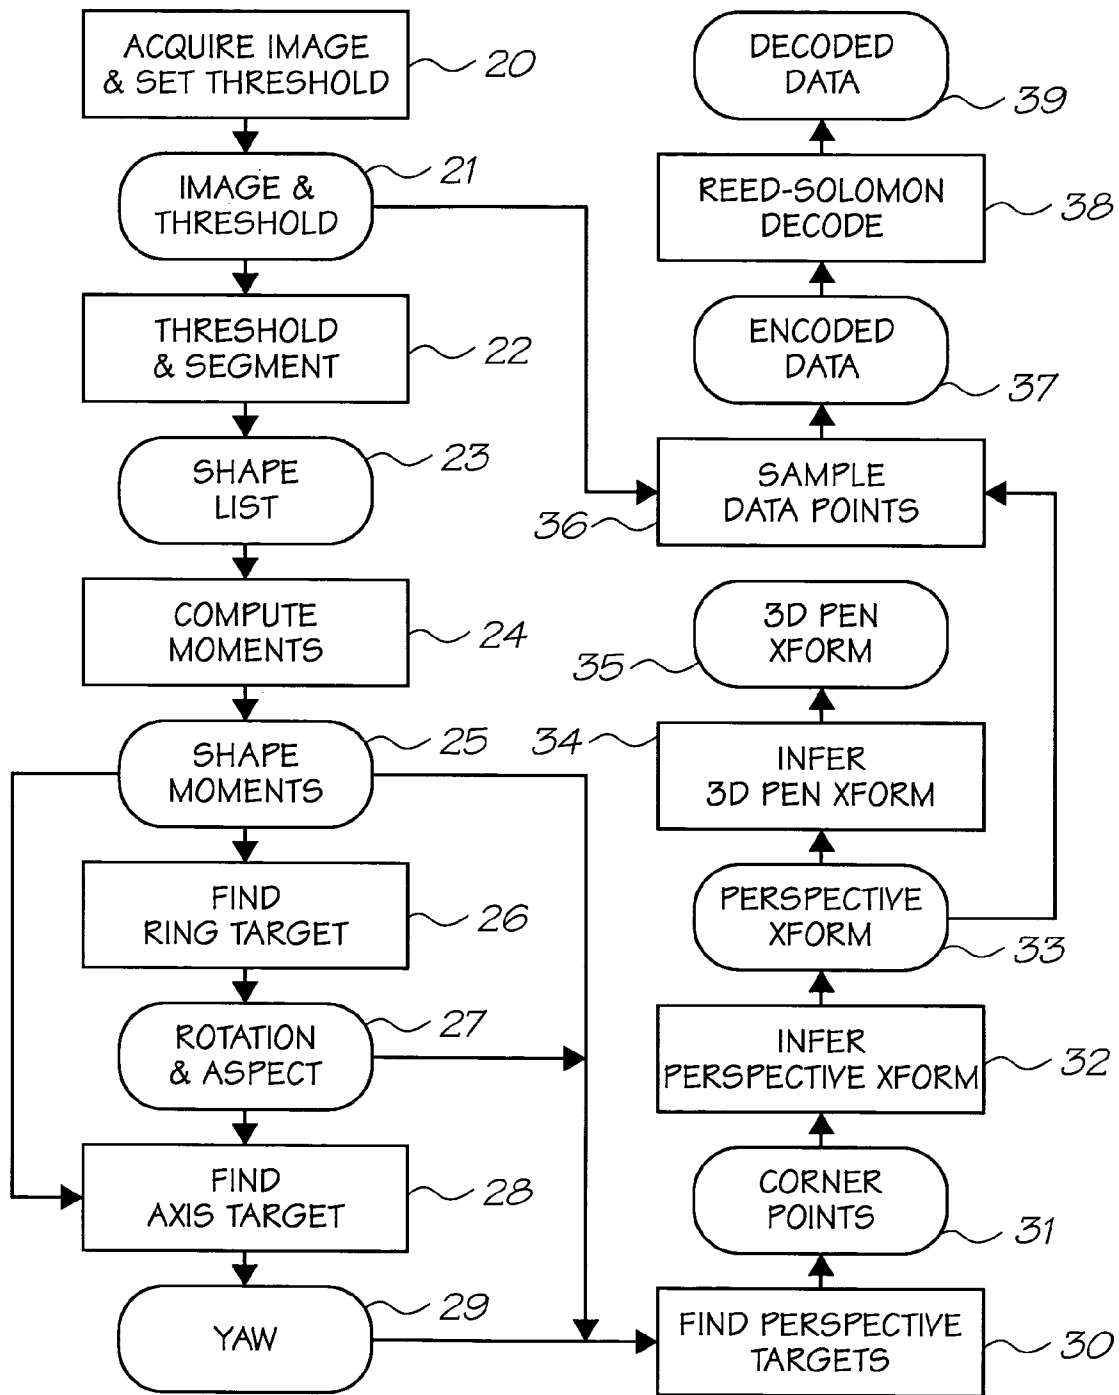 ACQUIRE IMAGE
& SET THRESHOLD
20
IMAGE &
THRESHOLD
21
THRESHOLD
& SEGMENT
22
SHAPE
LIST
23
COMPUTE
MOMENTS
24
SHAPE
MOMENTS
25
FIND
RING TARGET
26
ROTATION
& ASPECT
27
FIND
AXIS TARGET
28
YAW
29
FIND PERSPECTIVE
TARGETS
30
CORNER
POINTS
31
INFER
PERSPECTIVE XFORM
32
PERSPECTIVE
XFORM
33
INFER
3D PEN XFORM
34
3D PEN
XFORM
35
SAMPLE
DATA POINTS
36
ENCODED
DATA
37
REED-SOLOMON
DECODE
38
DECODED
DATA
39